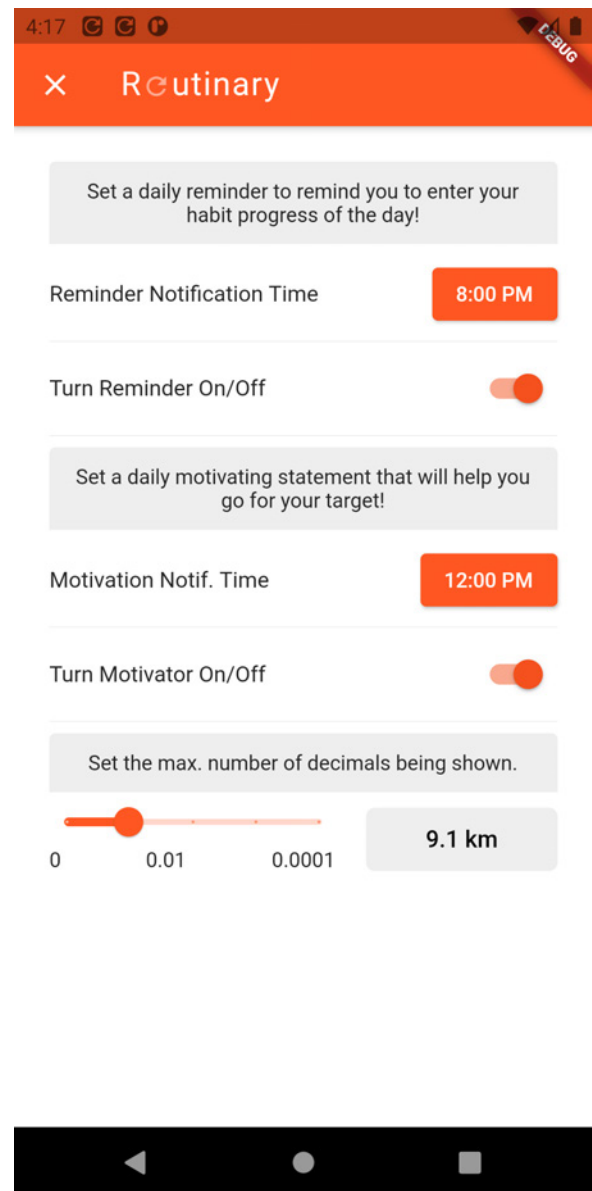 4:17
DEBUG
Routinary
Set a daily reminder to remind you to enter your
habit progress of the day!
Reminder Notification Time
8:00 PM
Turn Reminder On/Off
Set a daily motivating statement that will help you
go for your target!
Motivation Notif. Time
12:00 PM
Turn Motivator On/Off
Set the max. number of decimals being shown.
9.1 km
0 0.01 0.0001